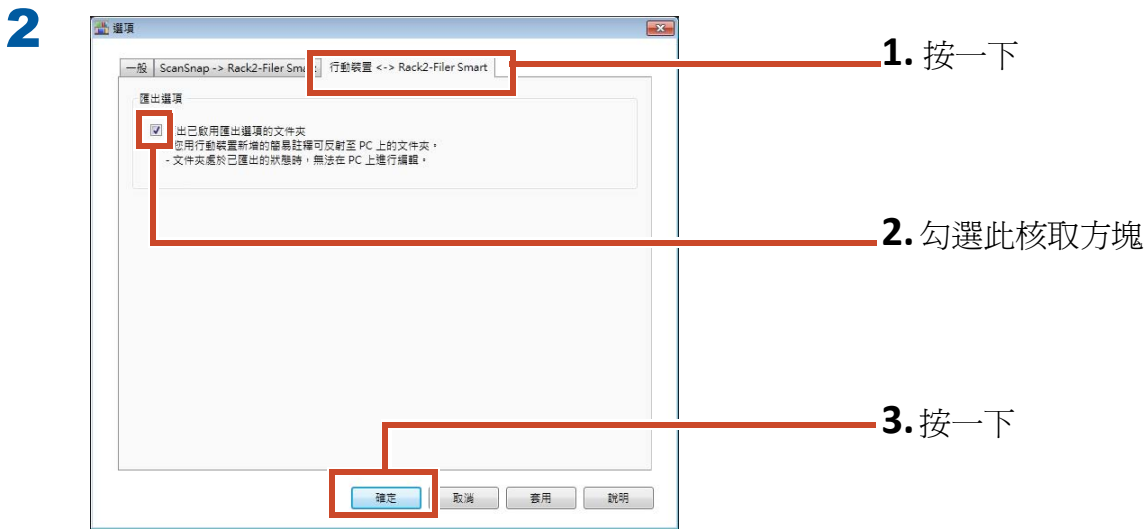 2
選項
一般 ScanSnap -> Rack2-Filer Sma 行動裝置 <-> Rack2-Filer Smart
1. 按一下
匯出選項
出已啟用匯出選項的文件夾
您用行動裝置新增的簡易註釋可反射至 PC 上的文件夾。
- 文件夾處於已匯出的狀態時，無法在 PC 上進行編輯。
2. 勾選此核取方塊
3. 按一下
確定 取消 套用 說明